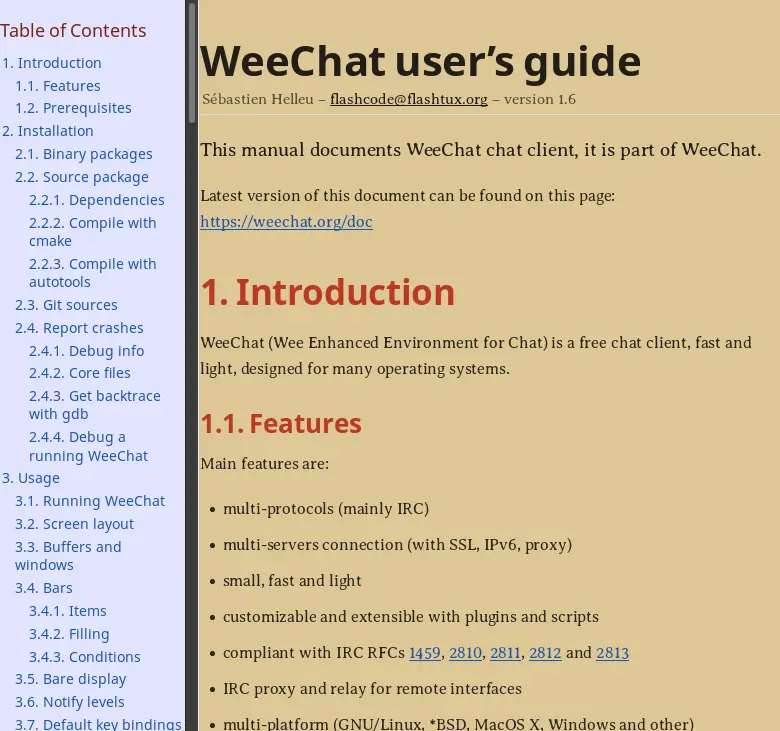 Table of Contents
1. Introduction
1.1. Features
1.2. Prerequisites
2. Installation
2.1. Binary packages
2.2. Source package
2.2.1. Dependencies
2.2.2. Compile with
cmake
2.2.3. Compile with
autotools
2.3. Git sources
2.4. Report crashes
2.4.1. Debug info
2.4.2. Core files
2.4.3. Get backtrace
with gdb
2.4.4. Debug a
running WeeChat
3. Usage
3.1. Running WeeChat
3.2. Screen layout
3.3. Buffers and
windows
3.4. Bars
3.4.1. Items
3.4.2. Filling
3.4.3. Conditions
3.5. Bare display
3.6. Notify levels
3.7. Default key bindings
WeeChat user’s guide
Sébastien Helleu – flashcode@flashtux.org – version 1.6
This manual documents WeeChat chat client, it is part of WeeChat.
Latest version of this document can be found on this page:
https://weechat.org/doc
1. Introduction
WeeChat (Wee Enhanced Environment for Chat) is a free chat client, fast and
light, designed for many operating systems.
1.1. Features
Main features are:
• multi-protocols (mainly IRC)
• multi-servers connection (with SSL, IPv6, proxy)
• small, fast and light
• customizable and extensible with plugins and scripts
• compliant with IRC RFCs 1459, 2810, 2811, 2812 and 2813
• IRC proxy and relay for remote interfaces
• multi-platform (GNU/Linux, *BSD, MacOS X, Windows and other)